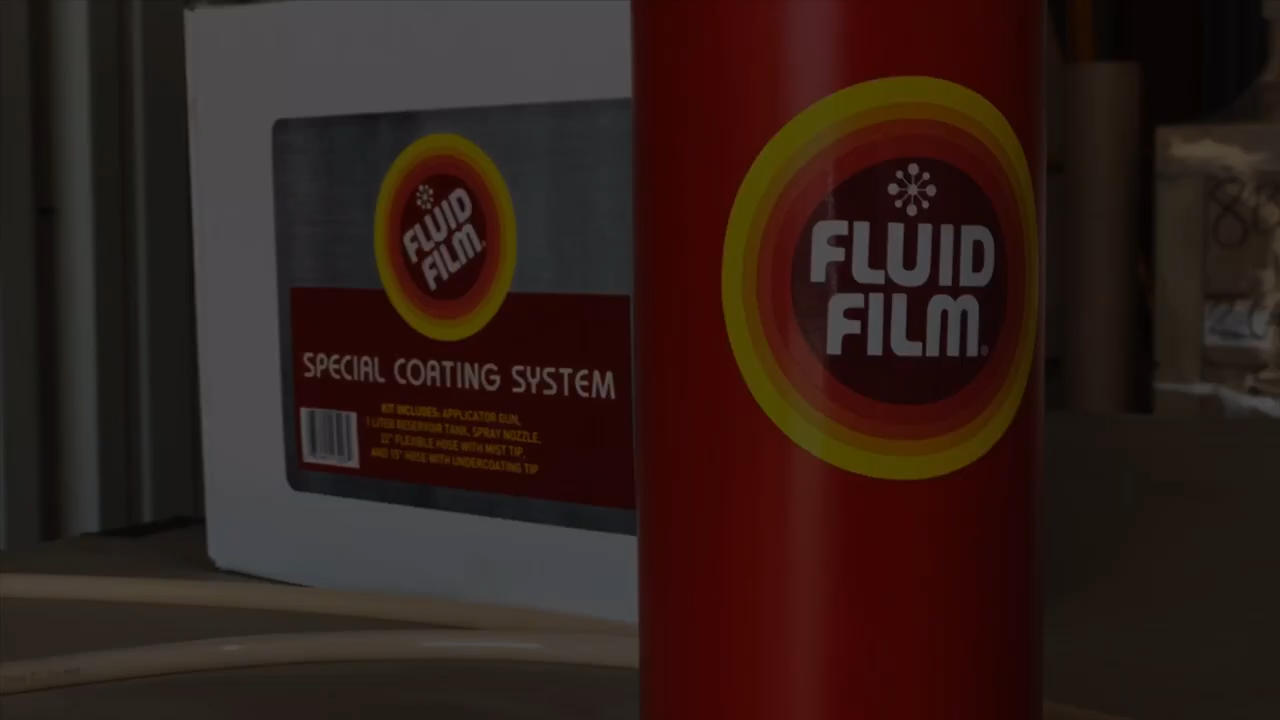 FLUID
FILM
SPECIAL COATING SYSTEM
KIT INCLUDES: APPLICATOR GUN,
1 LITER RESERVOIR TANK, SPRAY NOZZLE,
22" FLEXIBLE HOSE WITH MIST TIP,
AND 15" HOSE WITH UNDERCOATING TIP
FLUID
FILM